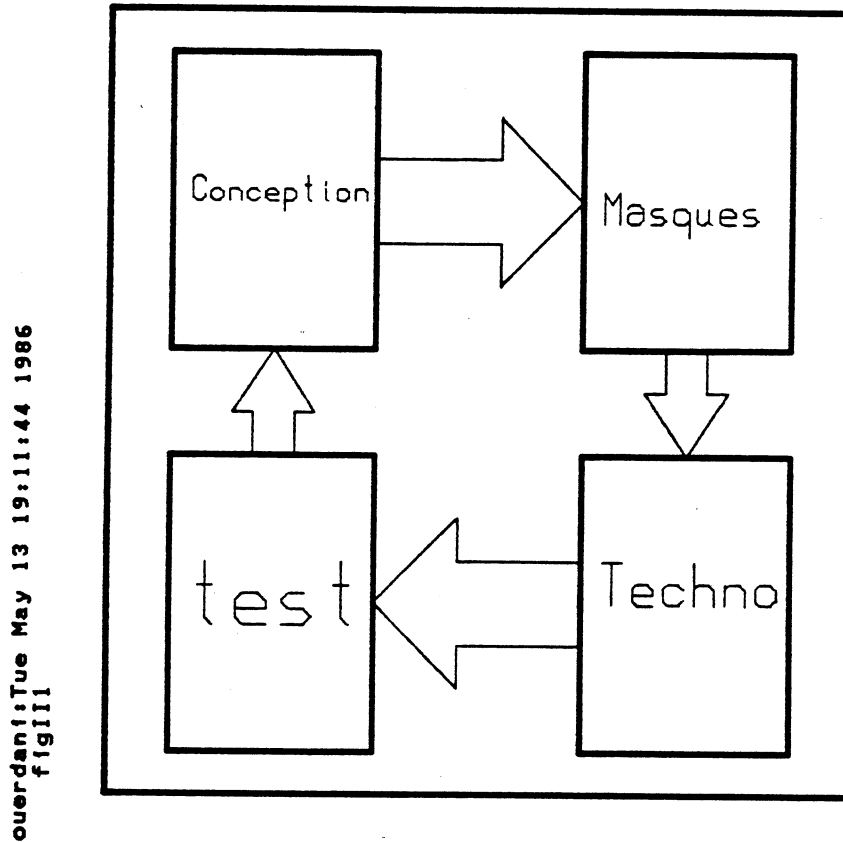 Conception
Masques
test
Techno
ouerdani:Tue May 13 19:11:44 1986
figIII